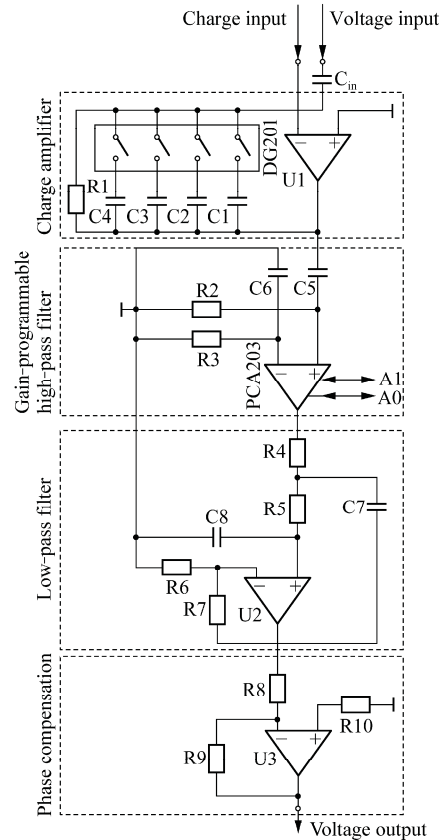 Charge input
Voltage input
Cin
Charge amplifier
DG201
R1
C4
C3
C2
C1
−
+
U1
Gain-programmable
high-pass filter
C6
C5
R2
R3
PCA203
−
+
A1
A0
Low-pass filter
R4
R5
C7
C8
R6
R7
−
+
U2
Phase compensation
R8
R9
R10
−
+
U3
Voltage output